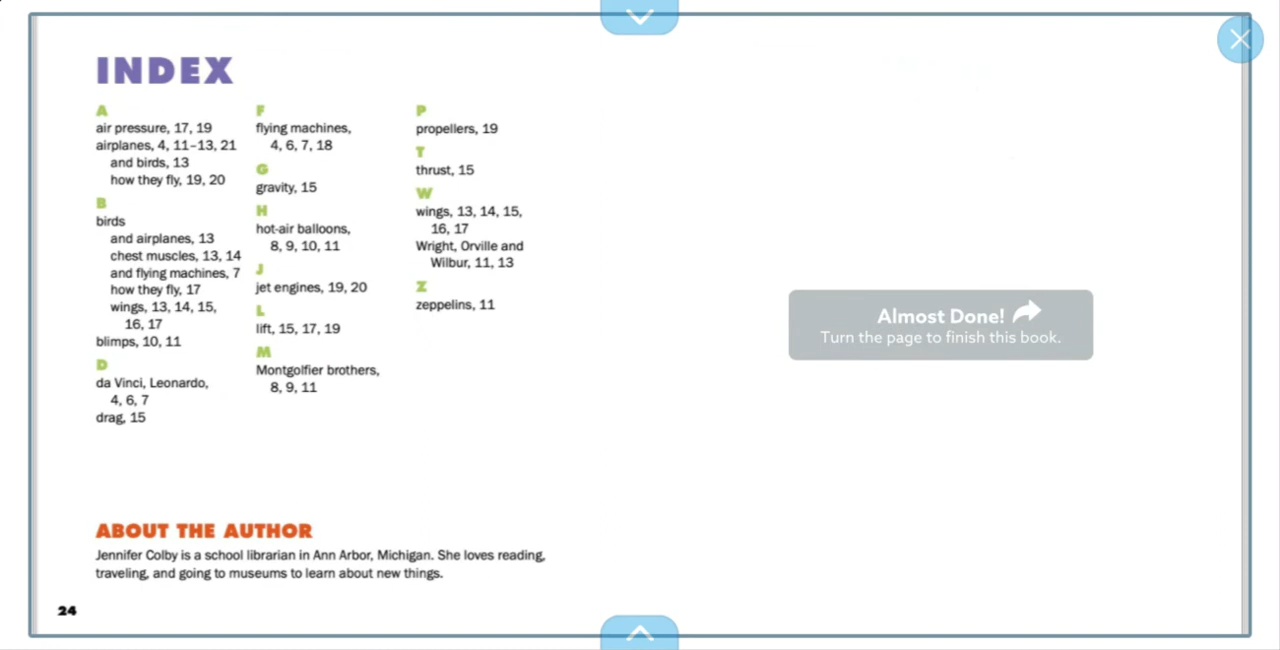 INDEX
A
air pressure, 17, 19
airplanes, 4, 11–13, 21
and birds, 13
how they fly, 19, 20
B
birds
and airplanes, 13
chest muscles, 13, 14
and flying machines, 7
how they fly, 17
wings, 13, 14, 15,
16, 17
blimps, 10, 11
D
da Vinci, Leonardo,
4, 6, 7
drag, 15
F
flying machines,
4, 6, 7, 18
G
gravity, 15
H
hot-air balloons,
8, 9, 10, 11
J
jet engines, 19, 20
L
lift, 15, 17, 19
M
Montgolfier brothers,
8, 9, 11
P
propellers, 19
T
thrust, 15
W
wings, 13, 14, 15,
16, 17
Wright, Orville and
Wilbur, 11, 13
Z
zeppelins, 11
ABOUT THE AUTHOR
Jennifer Colby is a school librarian in Ann Arbor, Michigan. She loves reading,
traveling, and going to museums to learn about new things.
24
Almost Done!
Turn the page to finish this book.